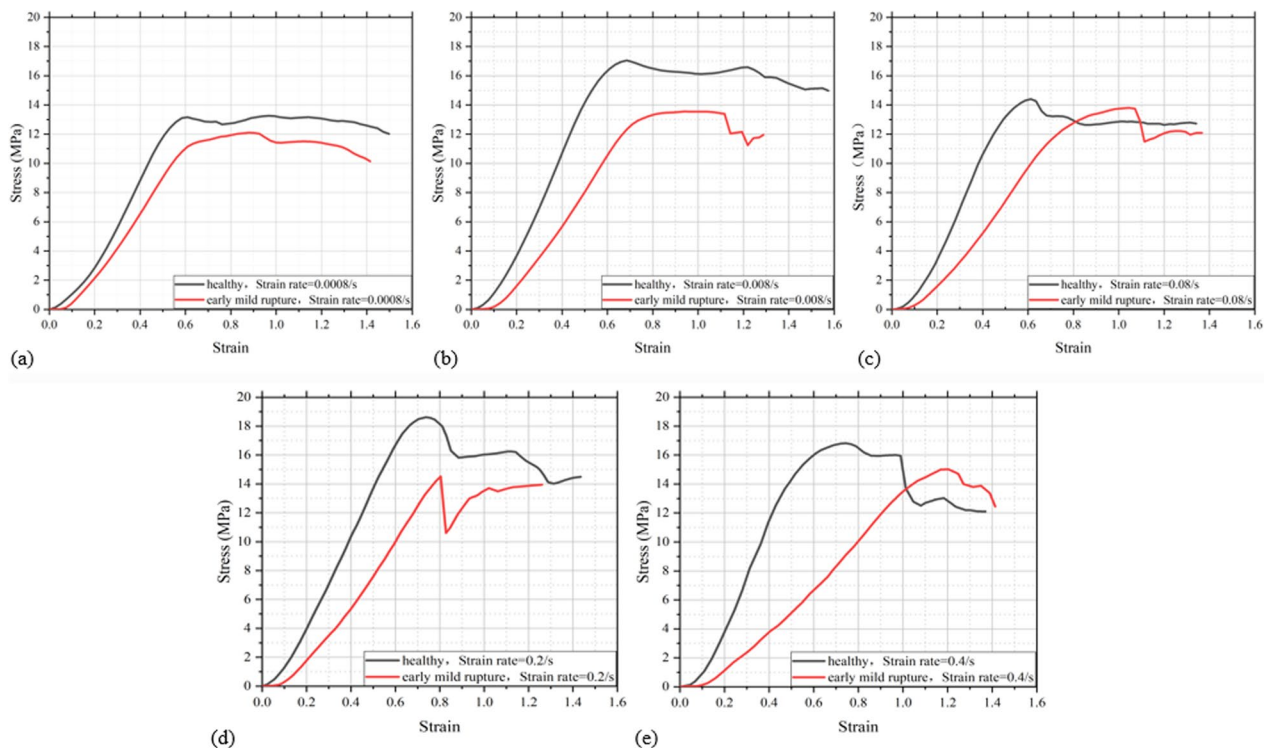 20
18
16
14
12
10
8
6
4
2
0
Stress (MPa)
healthy，Strain rate=0.0008/s
early mild rupture，Strain rate=0.0008/s
0.0 0.2 0.4 0.6 0.8 1.0 1.2 1.4 1.6
Strain
(a)
20
18
16
14
12
10
8
6
4
2
0
Stress (MPa)
healthy，Strain rate=0.008/s
early mild rupture，Strain rate=0.008/s
0.0 0.2 0.4 0.6 0.8 1.0 1.2 1.4 1.6
Strain
(b)
20
18
16
14
12
10
8
6
4
2
0
Stress（MPa）
healthy，Strain rate=0.08/s
early mild rupture，Strain rate=0.08/s
0.0 0.2 0.4 0.6 0.8 1.0 1.2 1.4 1.6
Strain
(c)
20
18
16
14
12
10
8
6
4
2
0
Stress (MPa)
healthy，Strain rate=0.2/s
early mild rupture，Strain rate=0.2/s
0.0 0.2 0.4 0.6 0.8 1.0 1.2 1.4 1.6
Strain
(d)
20
18
16
14
12
10
8
6
4
2
0
Stress (MPa)
healthy，Strain rate=0.4/s
early mild rupture，Strain rate=0.4/s
0.0 0.2 0.4 0.6 0.8 1.0 1.2 1.4 1.6
Strain
(e)